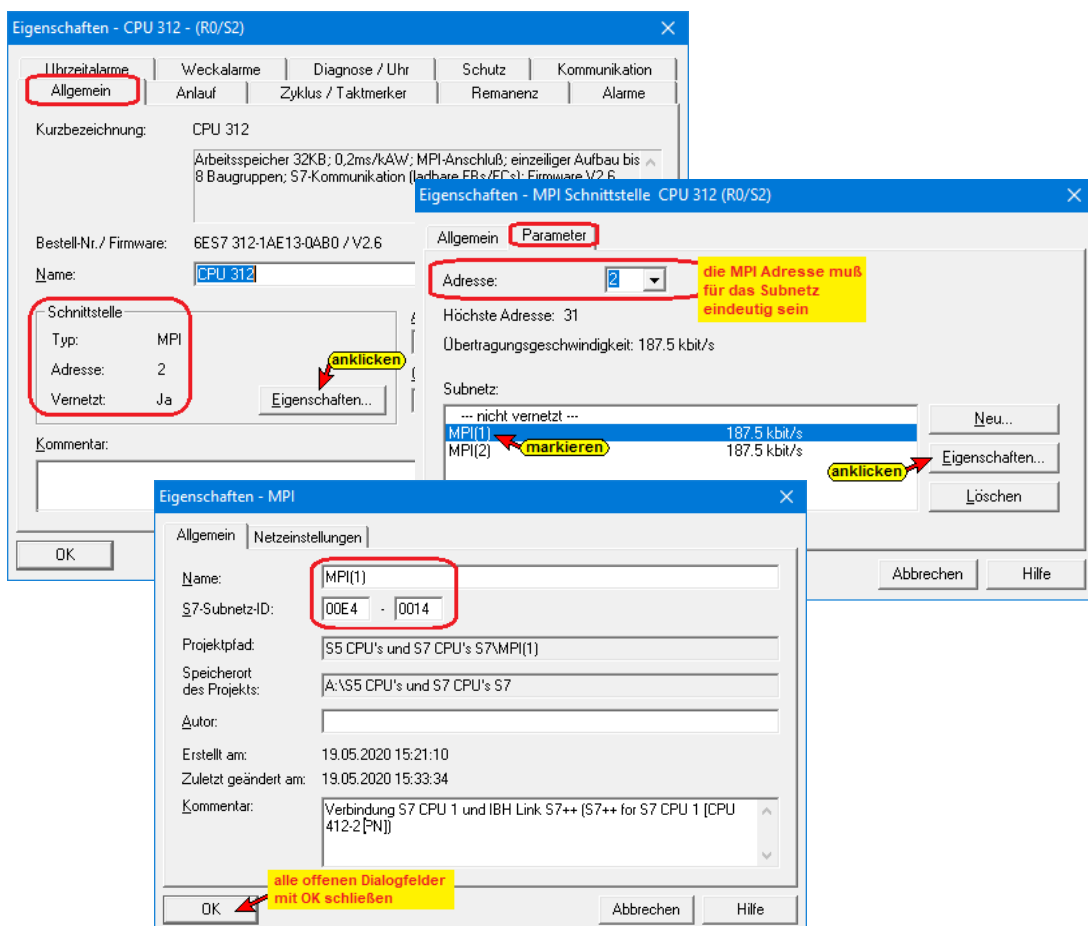 Eigenschaften - CPU 312 - (R0/S2)
Uhrzeitalarme
Weckalarme
Diagnose / Uhr
Schutz
Kommunikation
Allgemein
Anlauf
Zyklus / Taktmerker
Remanenz
Alarme
Kurzbezeichnung:
CPU 312
Arbeitsspeicher 32KB; 0,2ms/kAW; MPI-Anschluß; einzeiliger Aufbau bis
8 Baugruppen; S7-Kommunikation (ladbare FBs/FCs); Firmware V2.6
Bestell-Nr./ Firmware:
6ES7 312-1AE13-0AB0 / V2.6
Name:
CPU 312
Schnittstelle
Typ:
MPI
Adresse:
2
Vernetzt:
Ja
anklicken
Eigenschaften...
Kommentar:
OK
Eigenschaften - MPI Schnittstelle CPU 312 (R0/S2)
Allgemein
Parameter
Adresse:
2
die MPI Adresse muß
für das Subnetz
eindeutig sein
Höchste Adresse: 31
Übertragungsgeschwindigkeit: 187.5 kbit/s
Subnetz:
--- nicht vernetzt ---
MPI(1)
187.5 kbit/s
MPI(2)
187.5 kbit/s
markieren
Neu...
anklicken
Eigenschaften...
Löschen
Abbrechen
Hilfe
Eigenschaften - MPI
Allgemein
Netzeinstellungen
Name:
MPI(1)
S7-Subnetz-ID:
00E4 - 0014
Projektpfad:
S5 CPU's und S7 CPU's S7\MPI(1)
Speicherort
des Projekts:
A:\S5 CPU's und S7 CPU's S7
Autor:
Erstellt am:
19.05.2020 15:21:10
Zuletzt geändert am:
19.05.2020 15:33:34
Kommentar:
Verbindung S7 CPU 1 und IBH Link S7++ (S7++ for S7 CPU 1 [CPU
412-2 PN])
alle offenen Dialogfelder
mit OK schließen
OK
Abbrechen
Hilfe